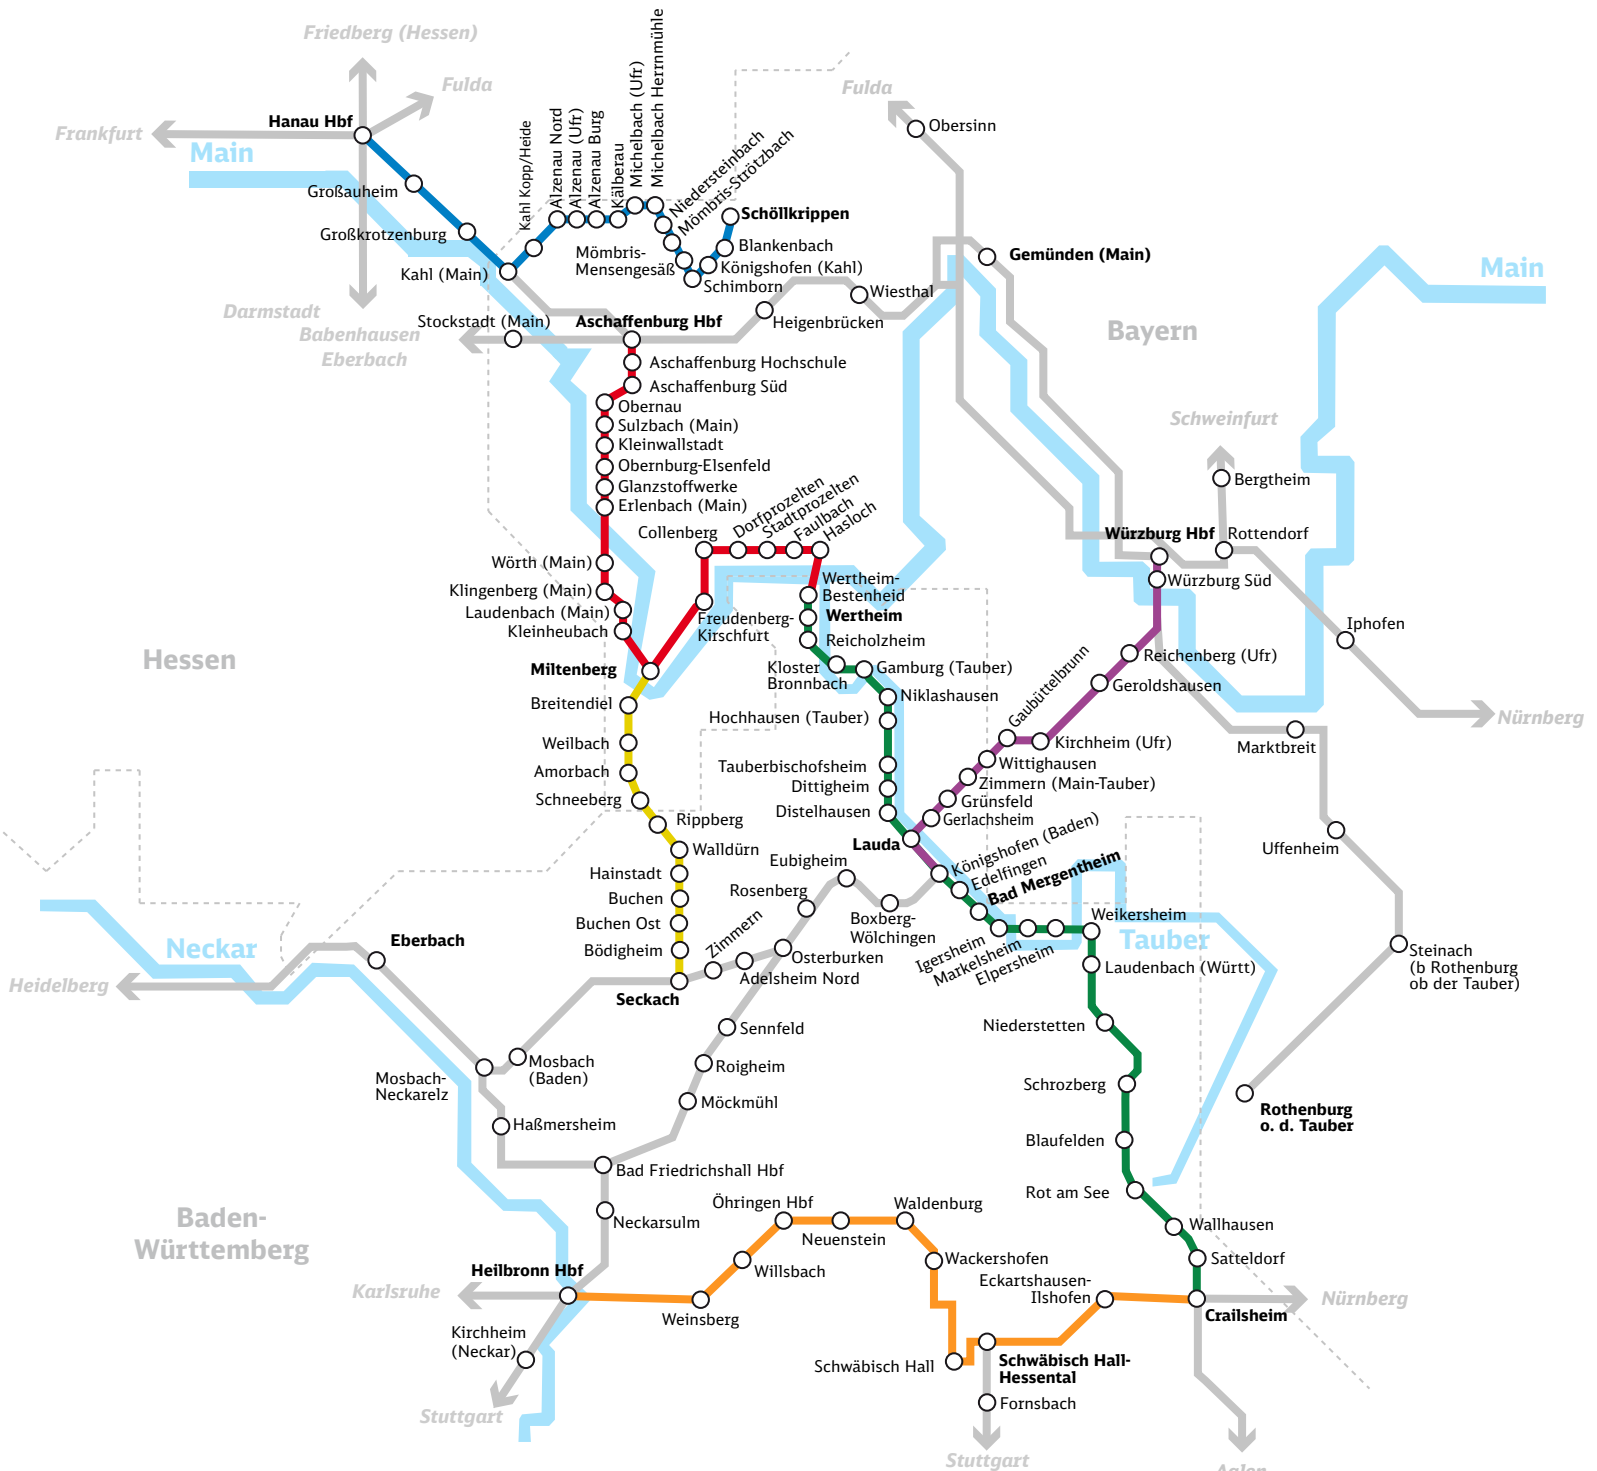 Friedberg (Hessen)
Fulda
Hanau Hbf
Frankfurt
Main
Großauheim
Großkrotzenburg
Kahl (Main)
Darmstadt
Babenhausen
Eberbach
Kahl Kopp/Heide
Alzenau Nord
Alzenau (Ufr)
Alzenau Burg
Kälberau
Michelbach (Ufr)
Michelbach Herrnmühle
Niedersteinbach
Mömbris-Strötzbach
Mömbris-
Mensengesäß
Schimborn
Königshofen (Kahl)
Blankenbach
Schöllkrippen
Fulda
Obersinn
Gemünden (Main)
Main
Bayern
Wiesthal
Heigenbrücken
Stockstadt (Main)
Aschaffenburg Hbf
Aschaffenburg Hochschule
Aschaffenburg Süd
Obernau
Sulzbach (Main)
Kleinwallstadt
Obernburg-Elsenfeld
Glanzstoffwerke
Erlenbach (Main)
Wörth (Main)
Klingenberg (Main)
Laudenbach (Main)
Kleinheubach
Miltenberg
Collenberg
Dorfprozelten
Stadtprozelten
Faulbach
Hasloch
Freudenberg-
Kirschfurt
Wertheim-
Bestenheid
Wertheim
Reicholzheim
Kloster
Bronnbach
Gamburg (Tauber)
Niklashausen
Hochhausen (Tauber)
Tauberbischofsheim
Dittigheim
Distelhausen
Lauda
Schweinfurt
Bergtheim
Rottendorf
Würzburg Hbf
Würzburg Süd
Iphofen
Nürnberg
Reichenberg (Ufr)
Geroldshausen
Gaubüttelbrunn
Kirchheim (Ufr)
Wittighausen
Zimmern (Main-Tauber)
Grünsfeld
Gerlachsheim
Marktbreit
Uffenheim
Steinach
(b Rothenburg
ob der Tauber)
Rothenburg
o. d. Tauber
Hessen
Breitendiel
Weilbach
Amorbach
Schneeberg
Rippberg
Walldürn
Hainstadt
Buchen
Buchen Ost
Bödigheim
Seckach
Zimmern
Adelsheim Nord
Osterburken
Rosenberg
Eubigheim
Boxberg-
Wölchingen
Königshofen (Baden)
Edelfingen
Bad Mergentheim
Igersheim
Markelsheim
Elpersheim
Weikersheim
Tauber
Laudenbach (Württ)
Niederstetten
Schrozberg
Blaufelden
Rot am See
Wallhausen
Satteldorf
Crailsheim
Nürnberg
Aalen
Neckar
Heidelberg
Eberbach
Mosbach-
Neckarelz
Mosbach
(Baden)
Haßmersheim
Sennfeld
Roigheim
Möckmühl
Bad Friedrichshall Hbf
Neckarsulm
Baden-
Württemberg
Heilbronn Hbf
Karlsruhe
Kirchheim
(Neckar)
Stuttgart
Weinsberg
Willsbach
Öhringen Hbf
Neuenstein
Waldenburg
Wackershofen
Schwäbisch Hall
Schwäbisch Hall-
Hessental
Eckartshausen-
Ilshofen
Fornsbach
Stuttgart